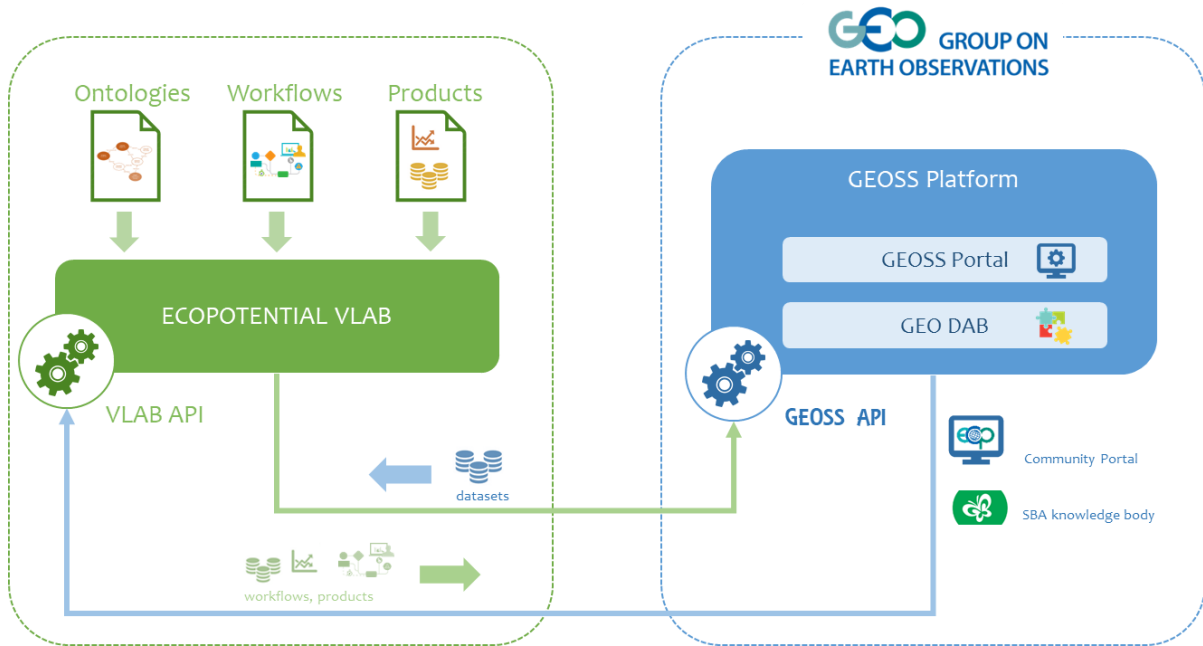 GEO GROUP ON
EARTH OBSERVATIONS
Ontologies Workflows Products
GEOSS Platform
GEOSS Portal
GEO DAB
ECOPOTENTIAL VLAB
VLAB API
GEOSS API
Community Portal
datasets
SBA knowledge body
workflows, products